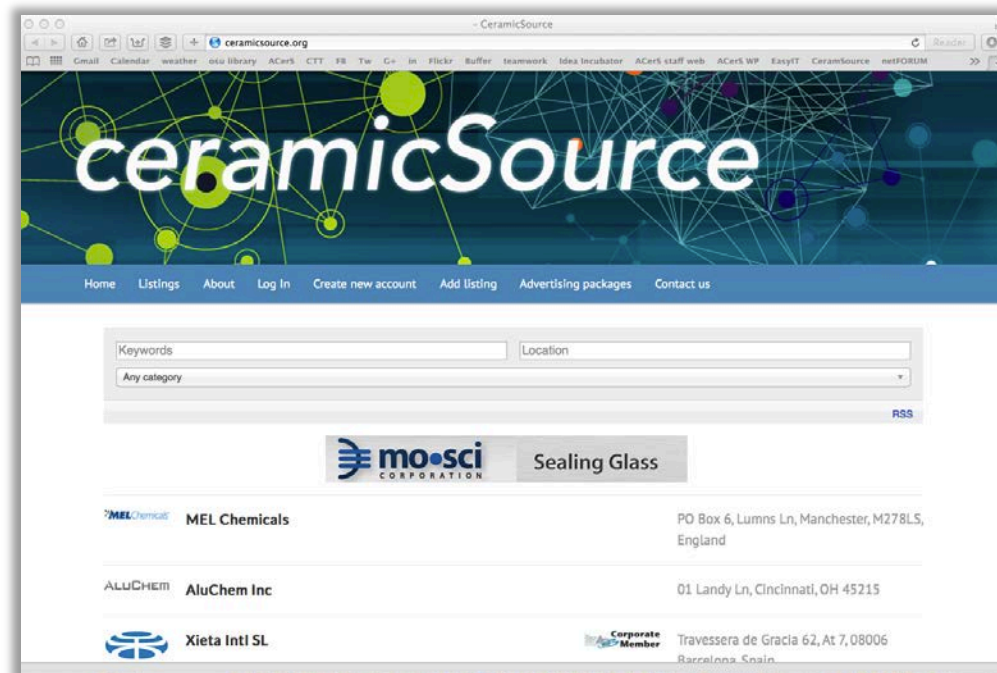 - CeramicSource
ceramicsource.org
Reader
Gmail Calendar weather osu library ACerS CTT FB Tw G+ in Flickr Buffer teamwork Idea Incubator ACerS staff web ACerS WP EasyIT CeramSource netFORUM
ceramicSource
Home Listings About Log In Create new account Add listing Advertising packages Contact us
Keywords
Location
Any category
RSS
mo•sci
CORPORATION
Sealing Glass
MELChemicals
MEL Chemicals
PO Box 6, Lumns Ln, Manchester, M278LS,
England
ALUCHEM
AluChem Inc
01 Landy Ln, Cincinnati, OH 45215
Xieta Intl SL
ACerS Corporate
Member
Travessera de Gracia 62, At 7, 08006
Barcelona, Spain